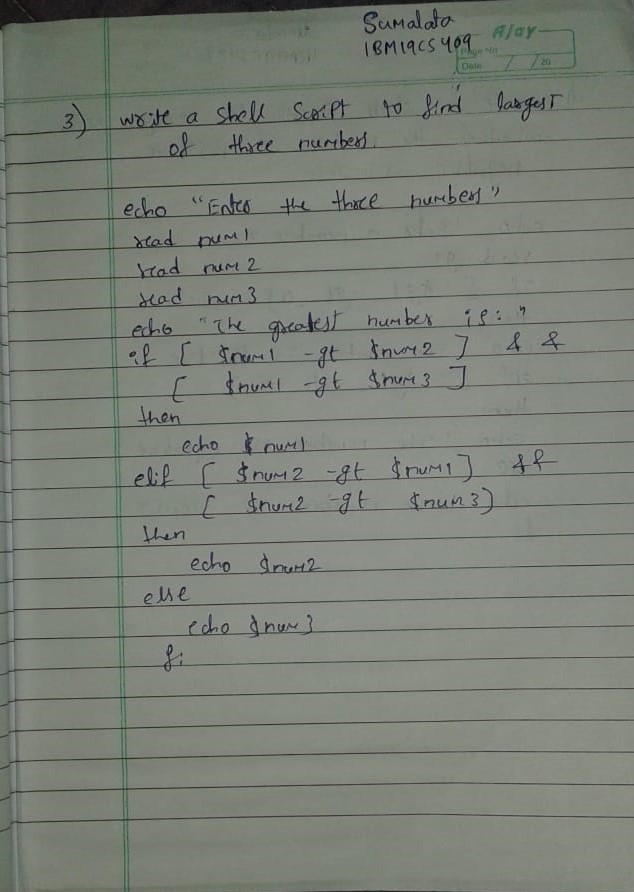 Sumalata
1BM19CS409
Ajay
Page No
Date / / 20
3) write a shell script to find largest
of three numbers.
echo "Enter the three numbers"
read num1
read num2
read num3
echo "The greatest number is: "
if [ $num1 -gt $num2 ] & &
[ $num1 -gt $num3 ]
then
echo $ num1
elif [ $num2 -gt $num1] &&
[ $num2 -gt $num3)
then
echo $num2
else
echo $num3
fi